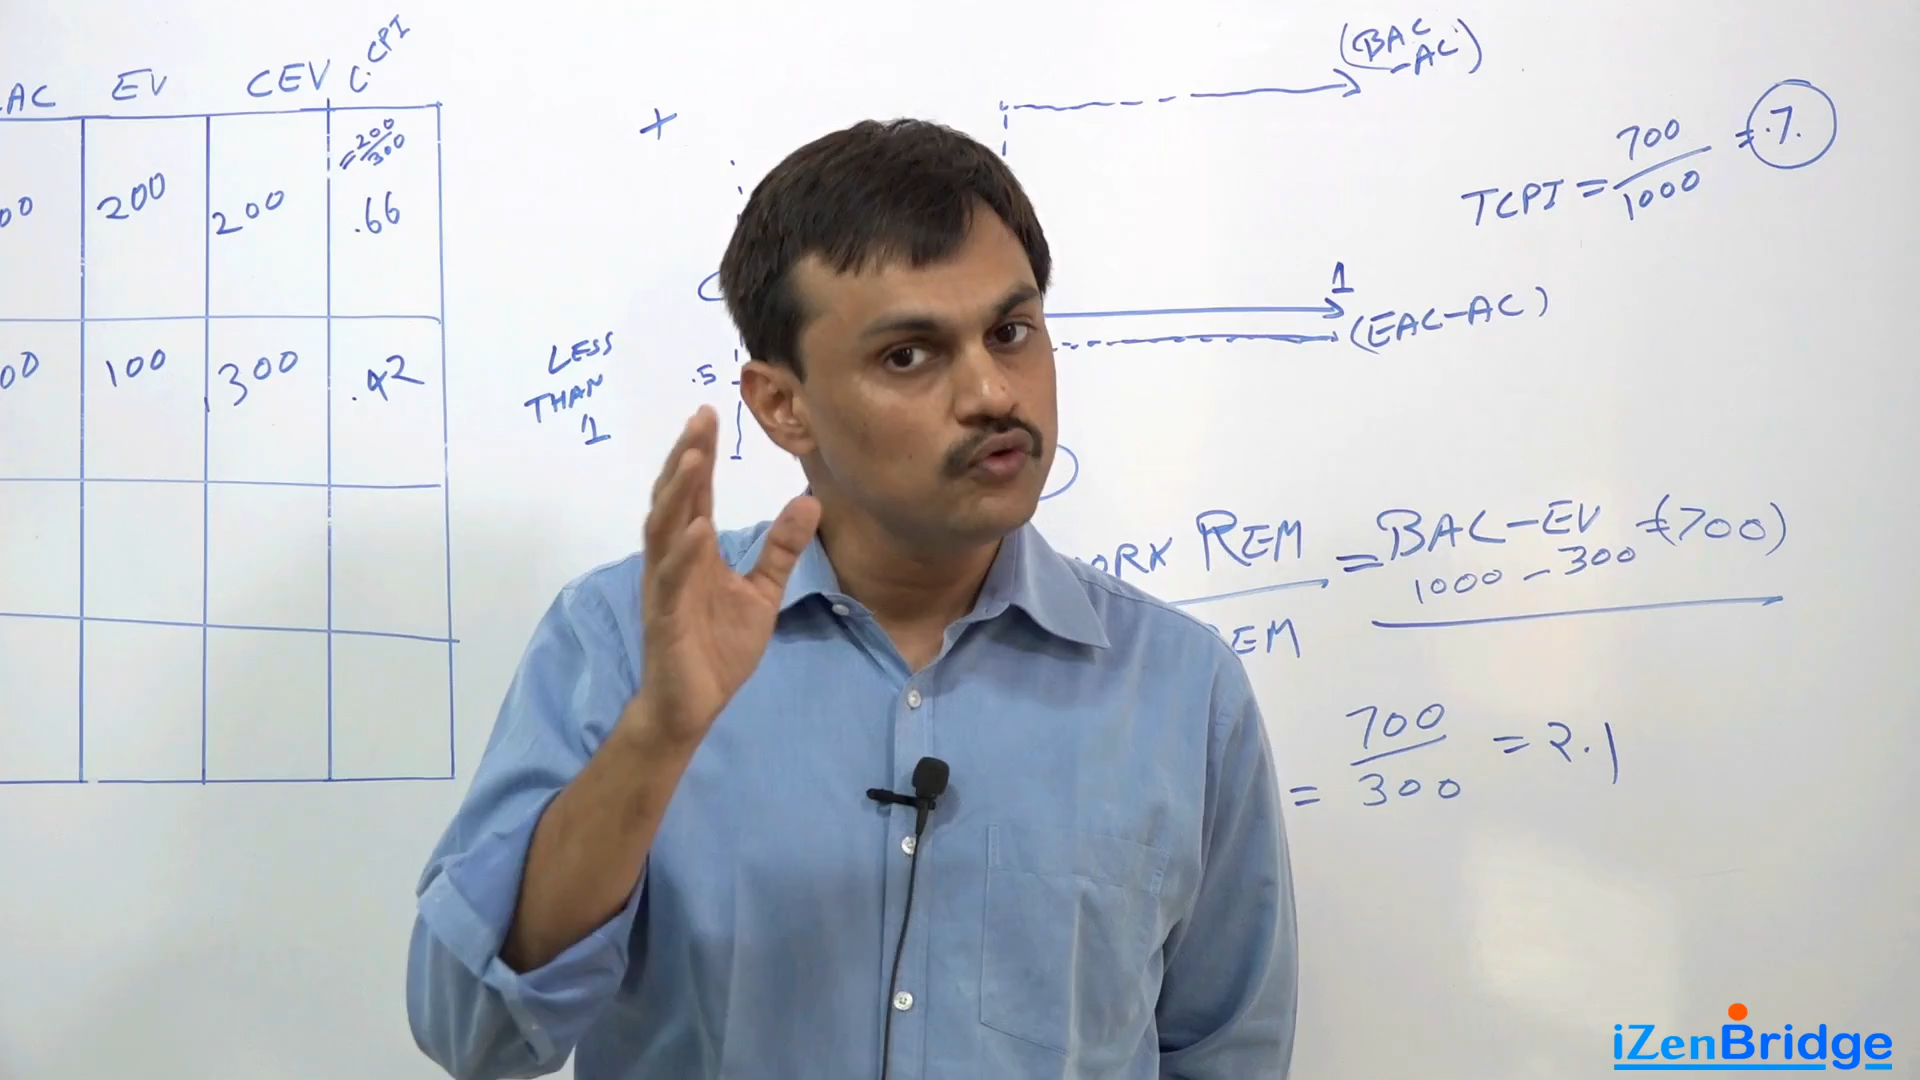 AC EV CEV C.CPI
00 200 200 =200/300
.66
00 100 300 .42
LESS
THAN
1
+
.5
(BAC
-AC)
1
(EAC-AC)
TCPI = 700/1000 = .7.
ORK REM = BAC-EV = (700)
1000 - 300
EM
= 700/300 = 2.1
iZenBridge